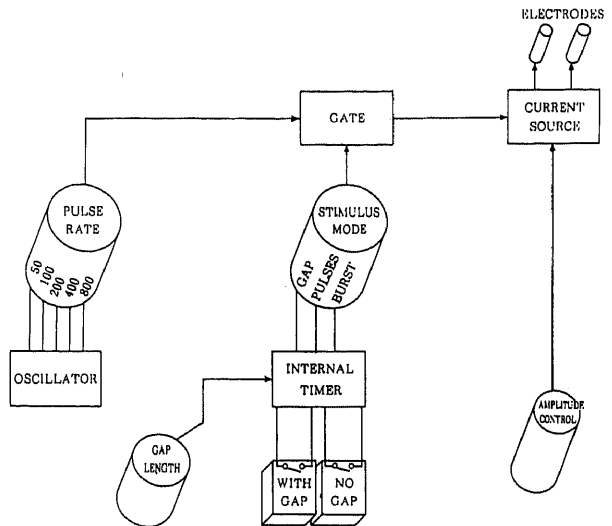 ELECTRODES
GATE
CURRENT
SOURCE
PULSE
RATE
STIMULUS
MODE
50
100
200
400
800
GAP
PULSES
BURST
OSCILLATOR
INTERNAL
TIMER
AMPLITUDE
CONTROL
GAP
LENGTH
WITH
GAP
NO
GAP